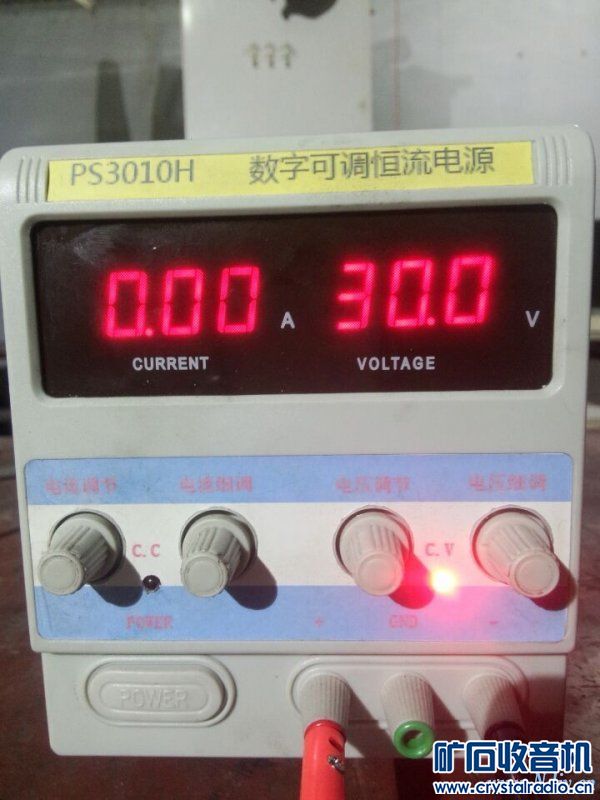 PS3010H 数字可调恒流电源
0.00 A 30.0 V
CURRENT VOLTAGE
电流调节 电流细调 电压调节 电压细调
C.C C.V
POWER + GND -
POWER
矿石收音机
www.crystalradio.cn